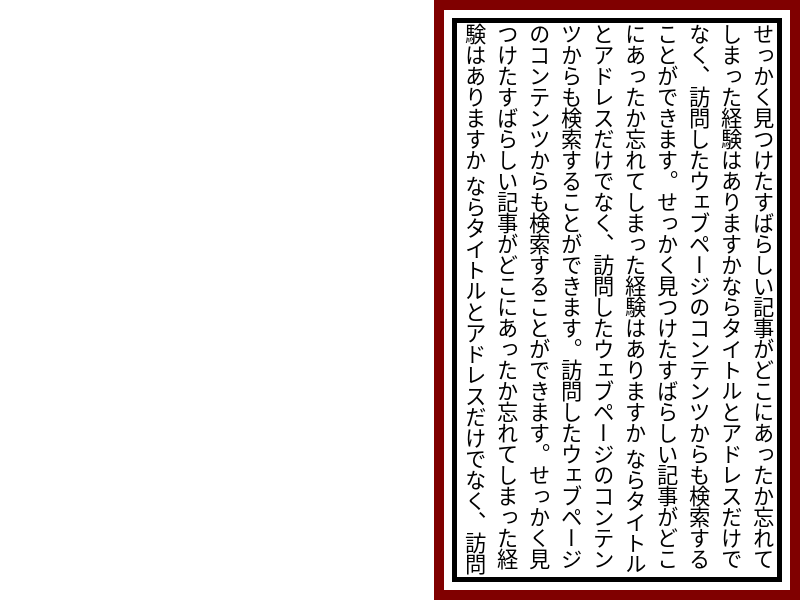 せっかく見つけたすばらしい記事がどこにあったか忘れて
しまった経験はありますかならタイトルとアドレスだけで
なく、訪問したウェブページのコンテンツからも検索する
ことができます。せっかく見つけたすばらしい記事がどこ
にあったか忘れてしまった経験はありますか ならタイトル
とアドレスだけでなく、訪問したウェブページのコンテン
ツからも検索することができます。訪問したウェブページ
のコンテンツからも検索することができます。せっかく見
つけたすばらしい記事がどこにあったか忘れてしまった経
験はありますか ならタイトルとアドレスだけでなく、訪問